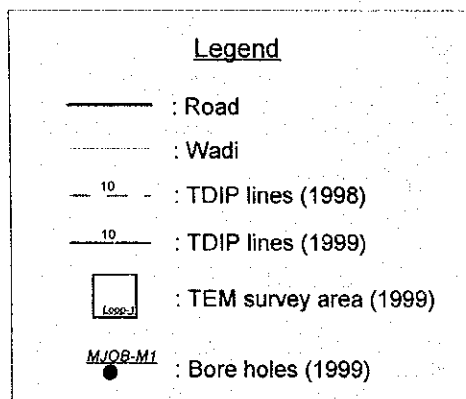 Legend
: Road
: Wadi
10 : TDIP lines (1998)
10 : TDIP lines (1999)
Loop-1 : TEM survey area (1999)
MJOB-M1 : Bore holes (1999)